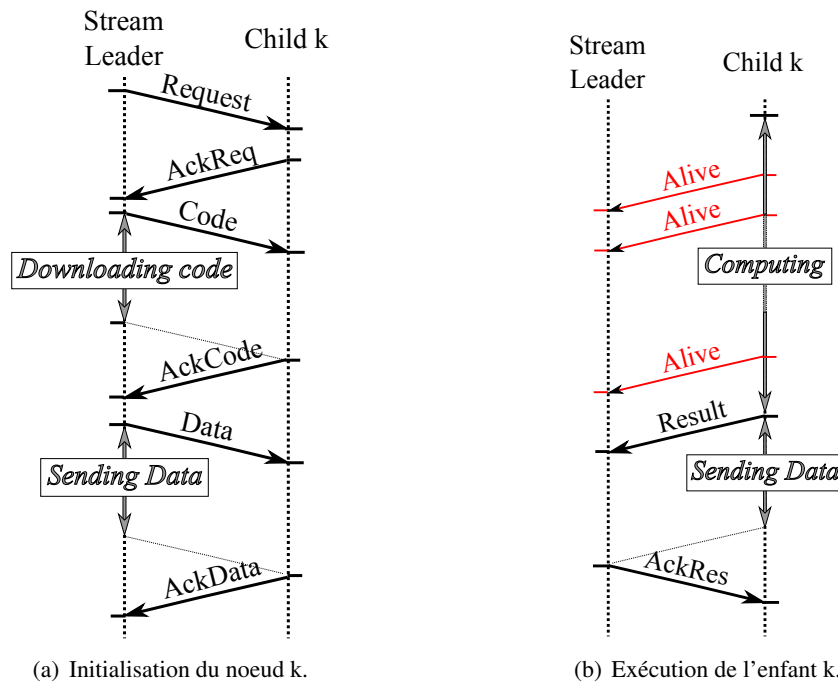 Stream
Leader
Child k
Request
AckReq
Code
Downloading code
AckCode
Data
Sending Data
AckData
(a) Initialisation du noeud k.
Stream
Leader
Child k
Alive
Alive
Computing
Alive
Result
Sending Data
AckRes
(b) Exécution de l'enfant k.